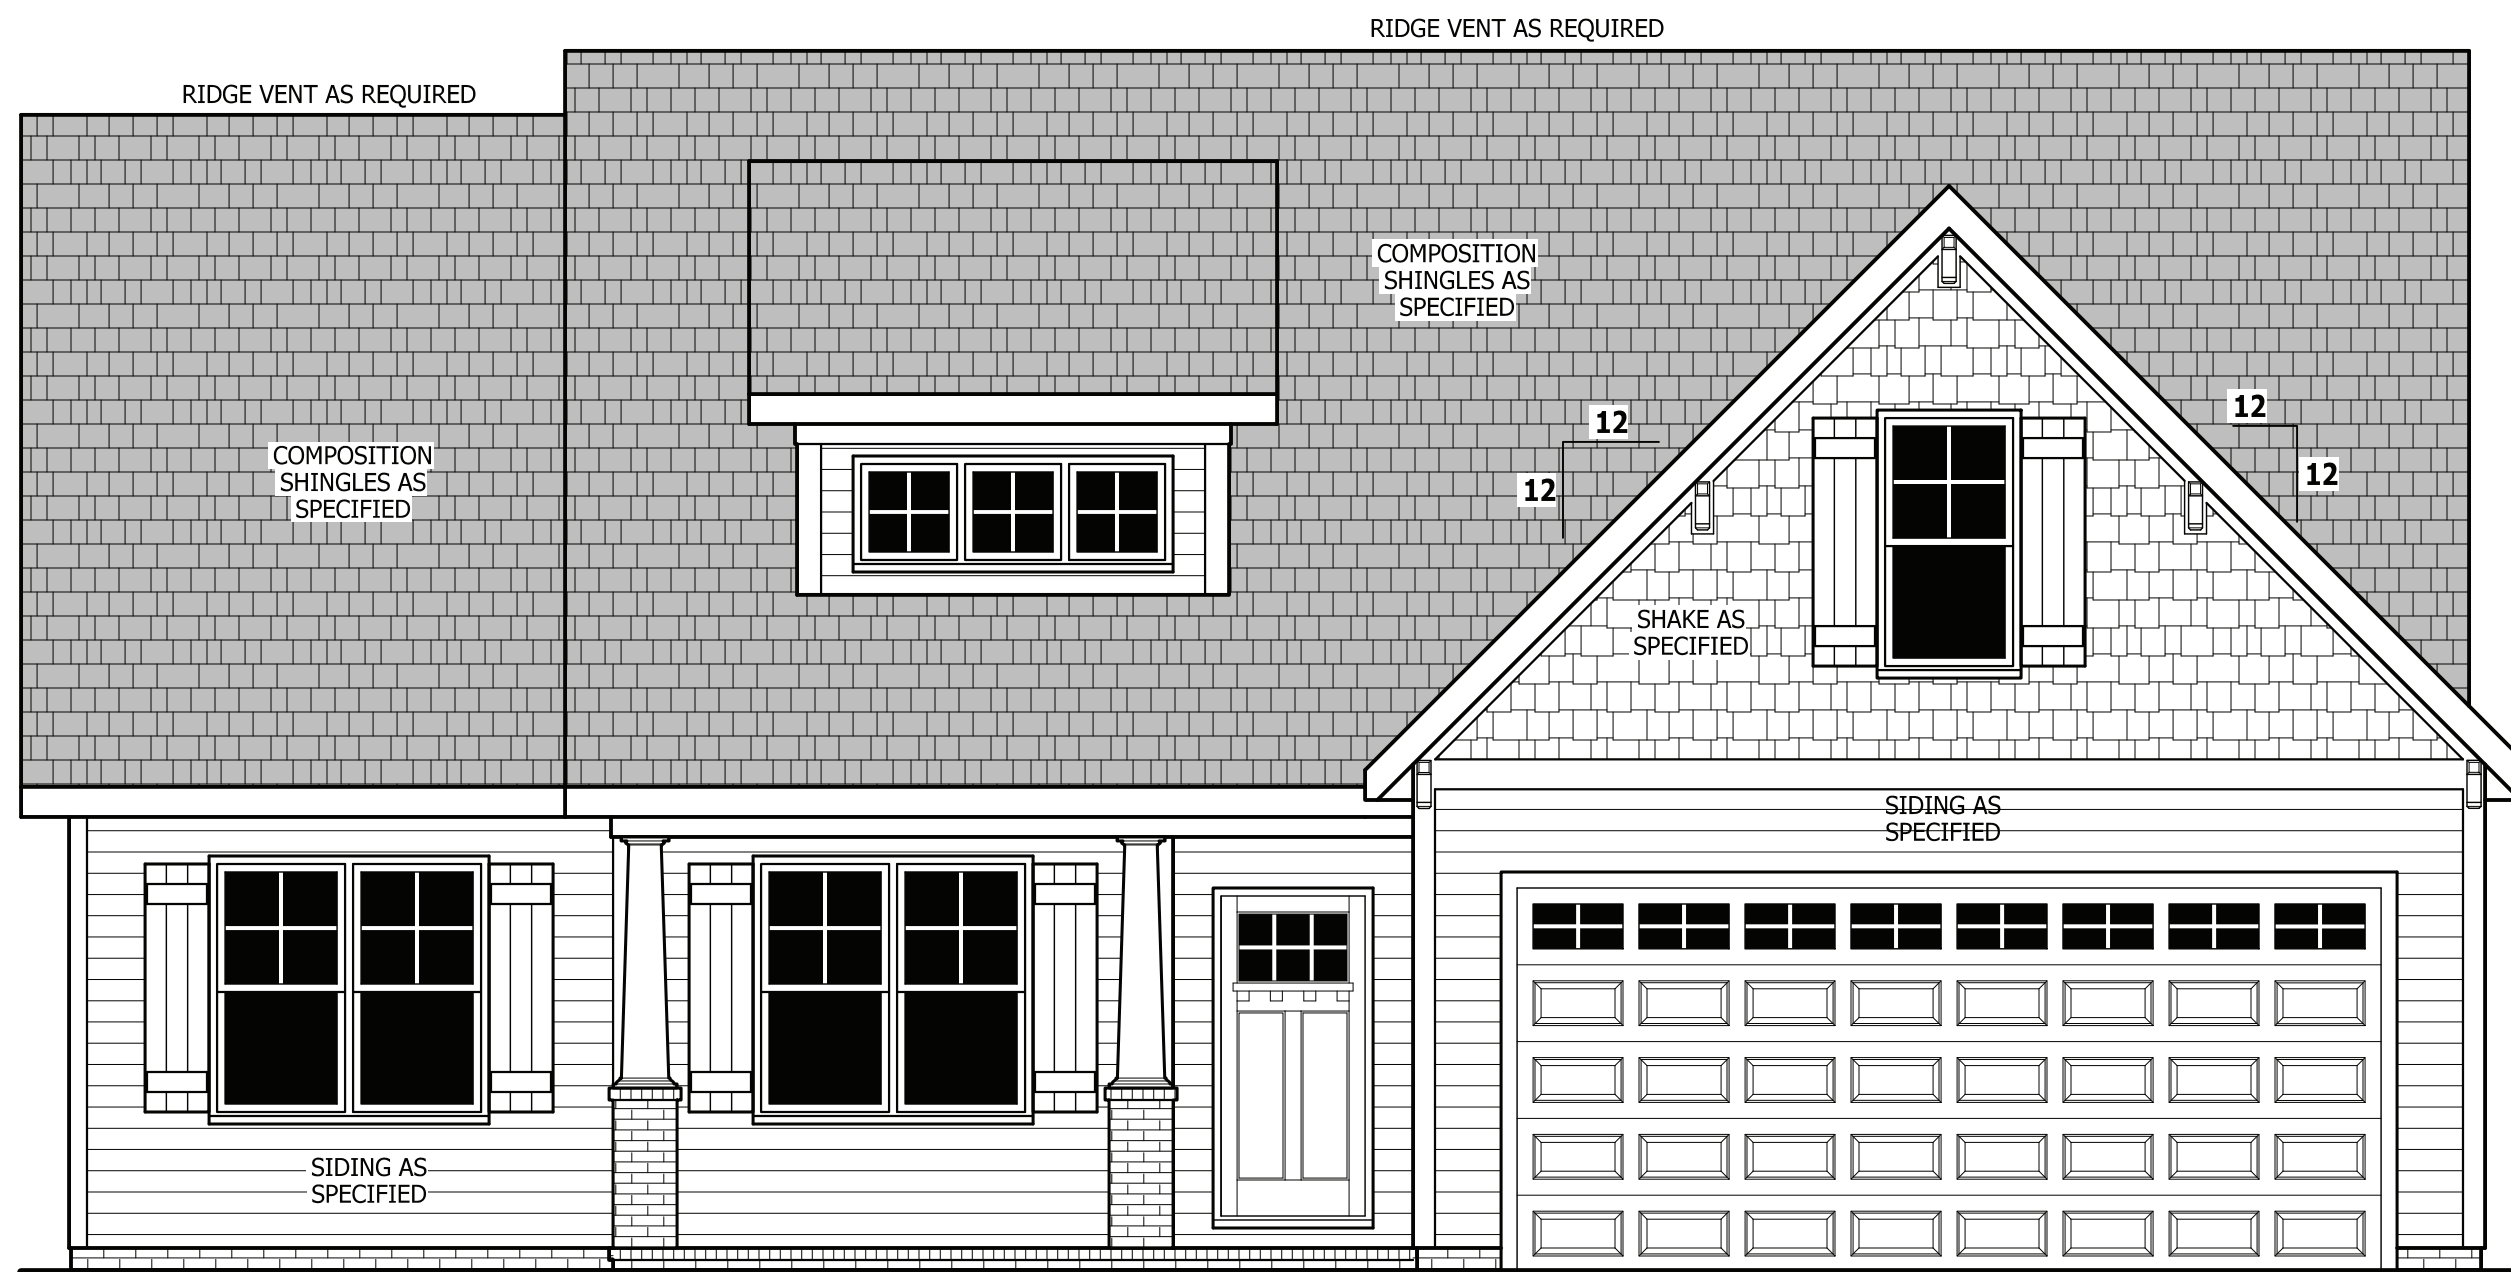 RIDGE VENT AS REQUIRED
RIDGE VENT AS REQUIRED
COMPOSITION
SHINGLES AS
SPECIFIED
COMPOSITION
SHINGLES AS
SPECIFIED
12
12
12
12
SHAKE AS
SPECIFIED
SIDING AS
SPECIFIED
SIDING AS
SPECIFIED